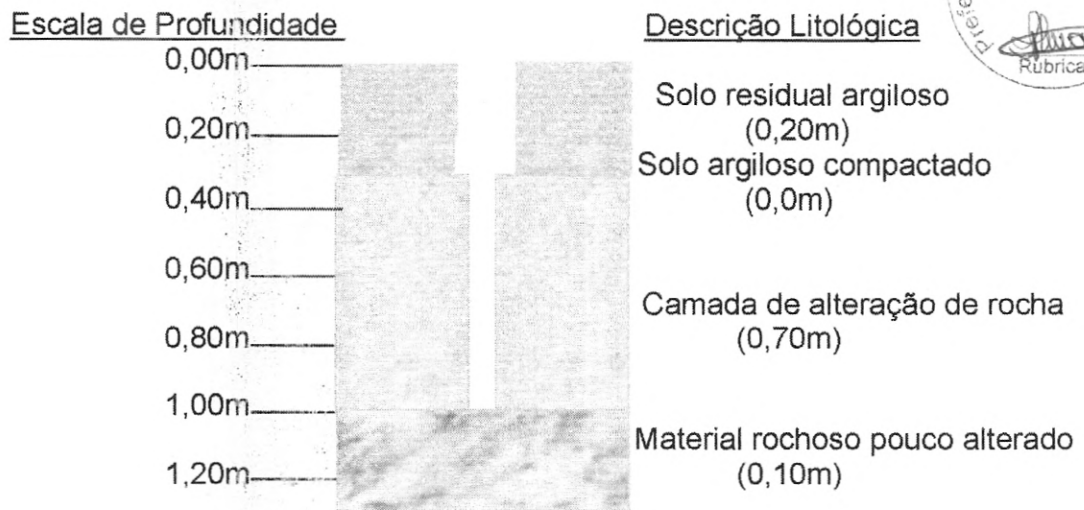 Escala de Profundidade
0,00m
0,20m
0,40m
0,60m
0,80m
1,00m
1,20m
Descrição Litológica
Solo residual argiloso
(0,20m)
Solo argiloso compactado
(0,0m)
Camada de alteração de rocha
(0,70m)
Material rochoso pouco alterado
(0,10m)
Rubrica